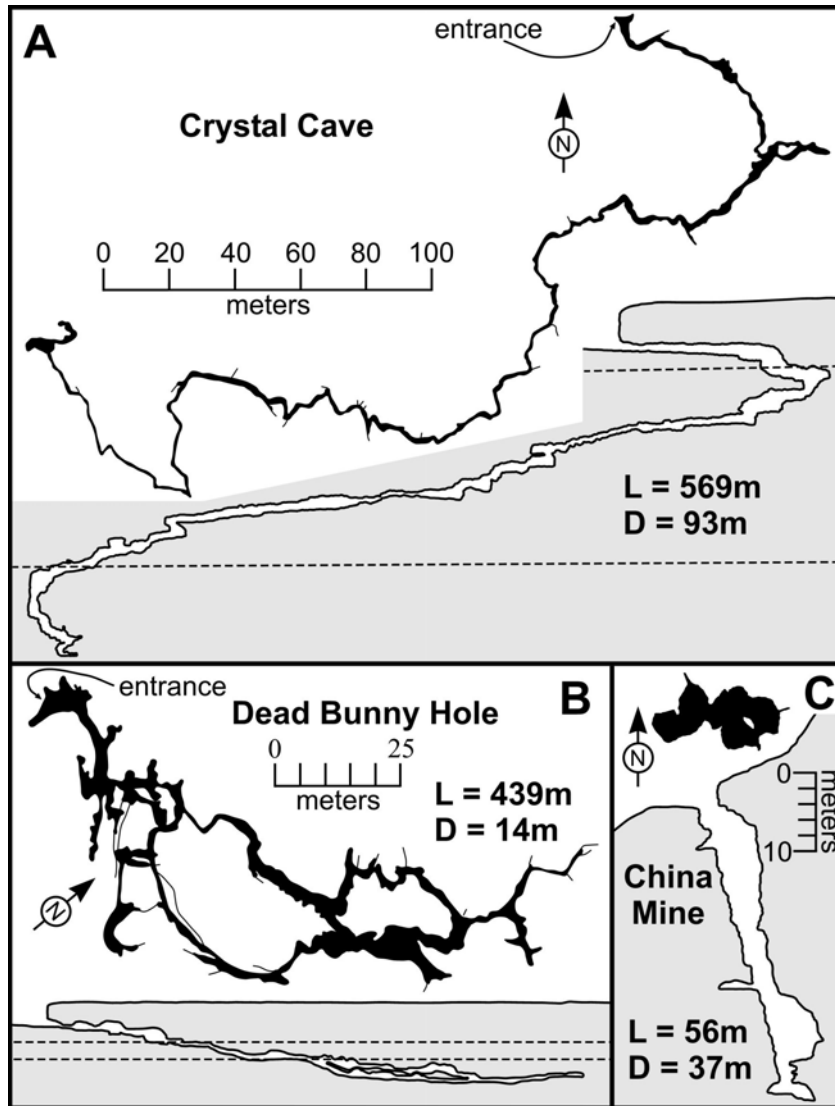 A
entrance
Crystal Cave
N
0 20 40 60 80 100
meters
L = 569m
D = 93m
B
entrance
Dead Bunny Hole
0 25
meters
L = 439m
D = 14m
N
C
N
0
10
meters
China
Mine
L = 56m
D = 37m